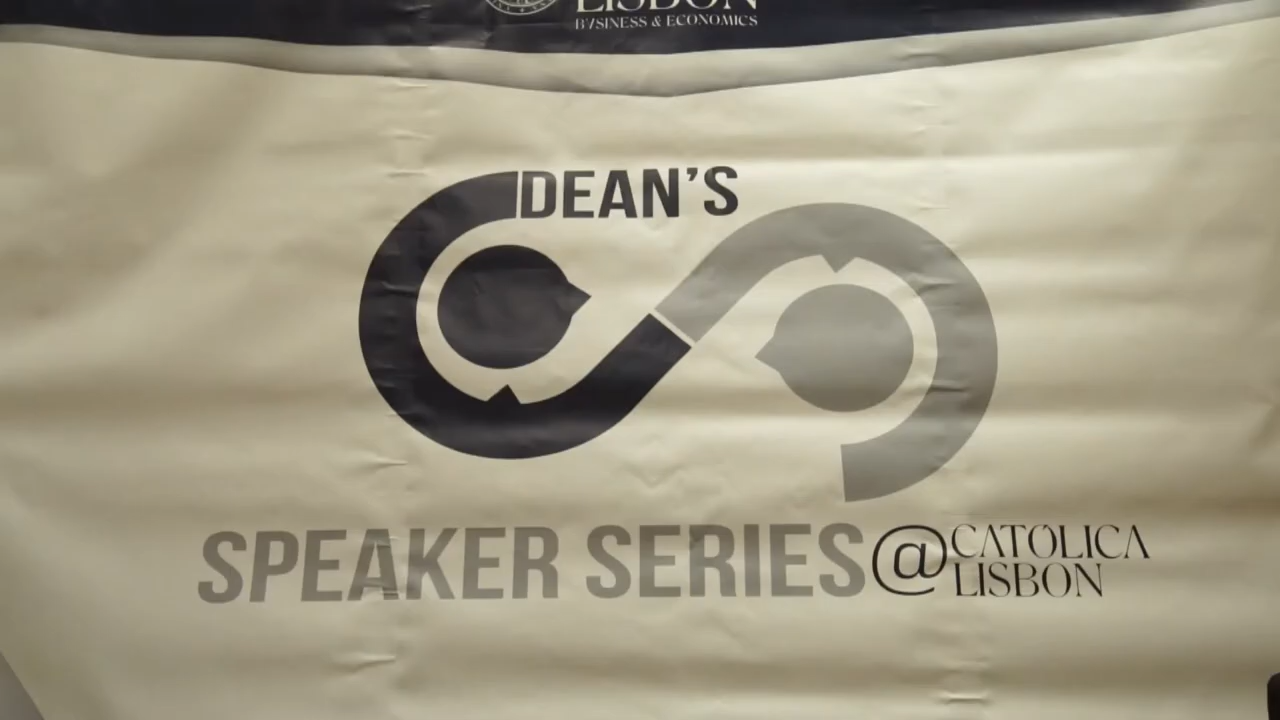 LISBON
BUSINESS & ECONOMICS
DEAN'S
SPEAKER SERIES @ CATÓLICA
LISBON